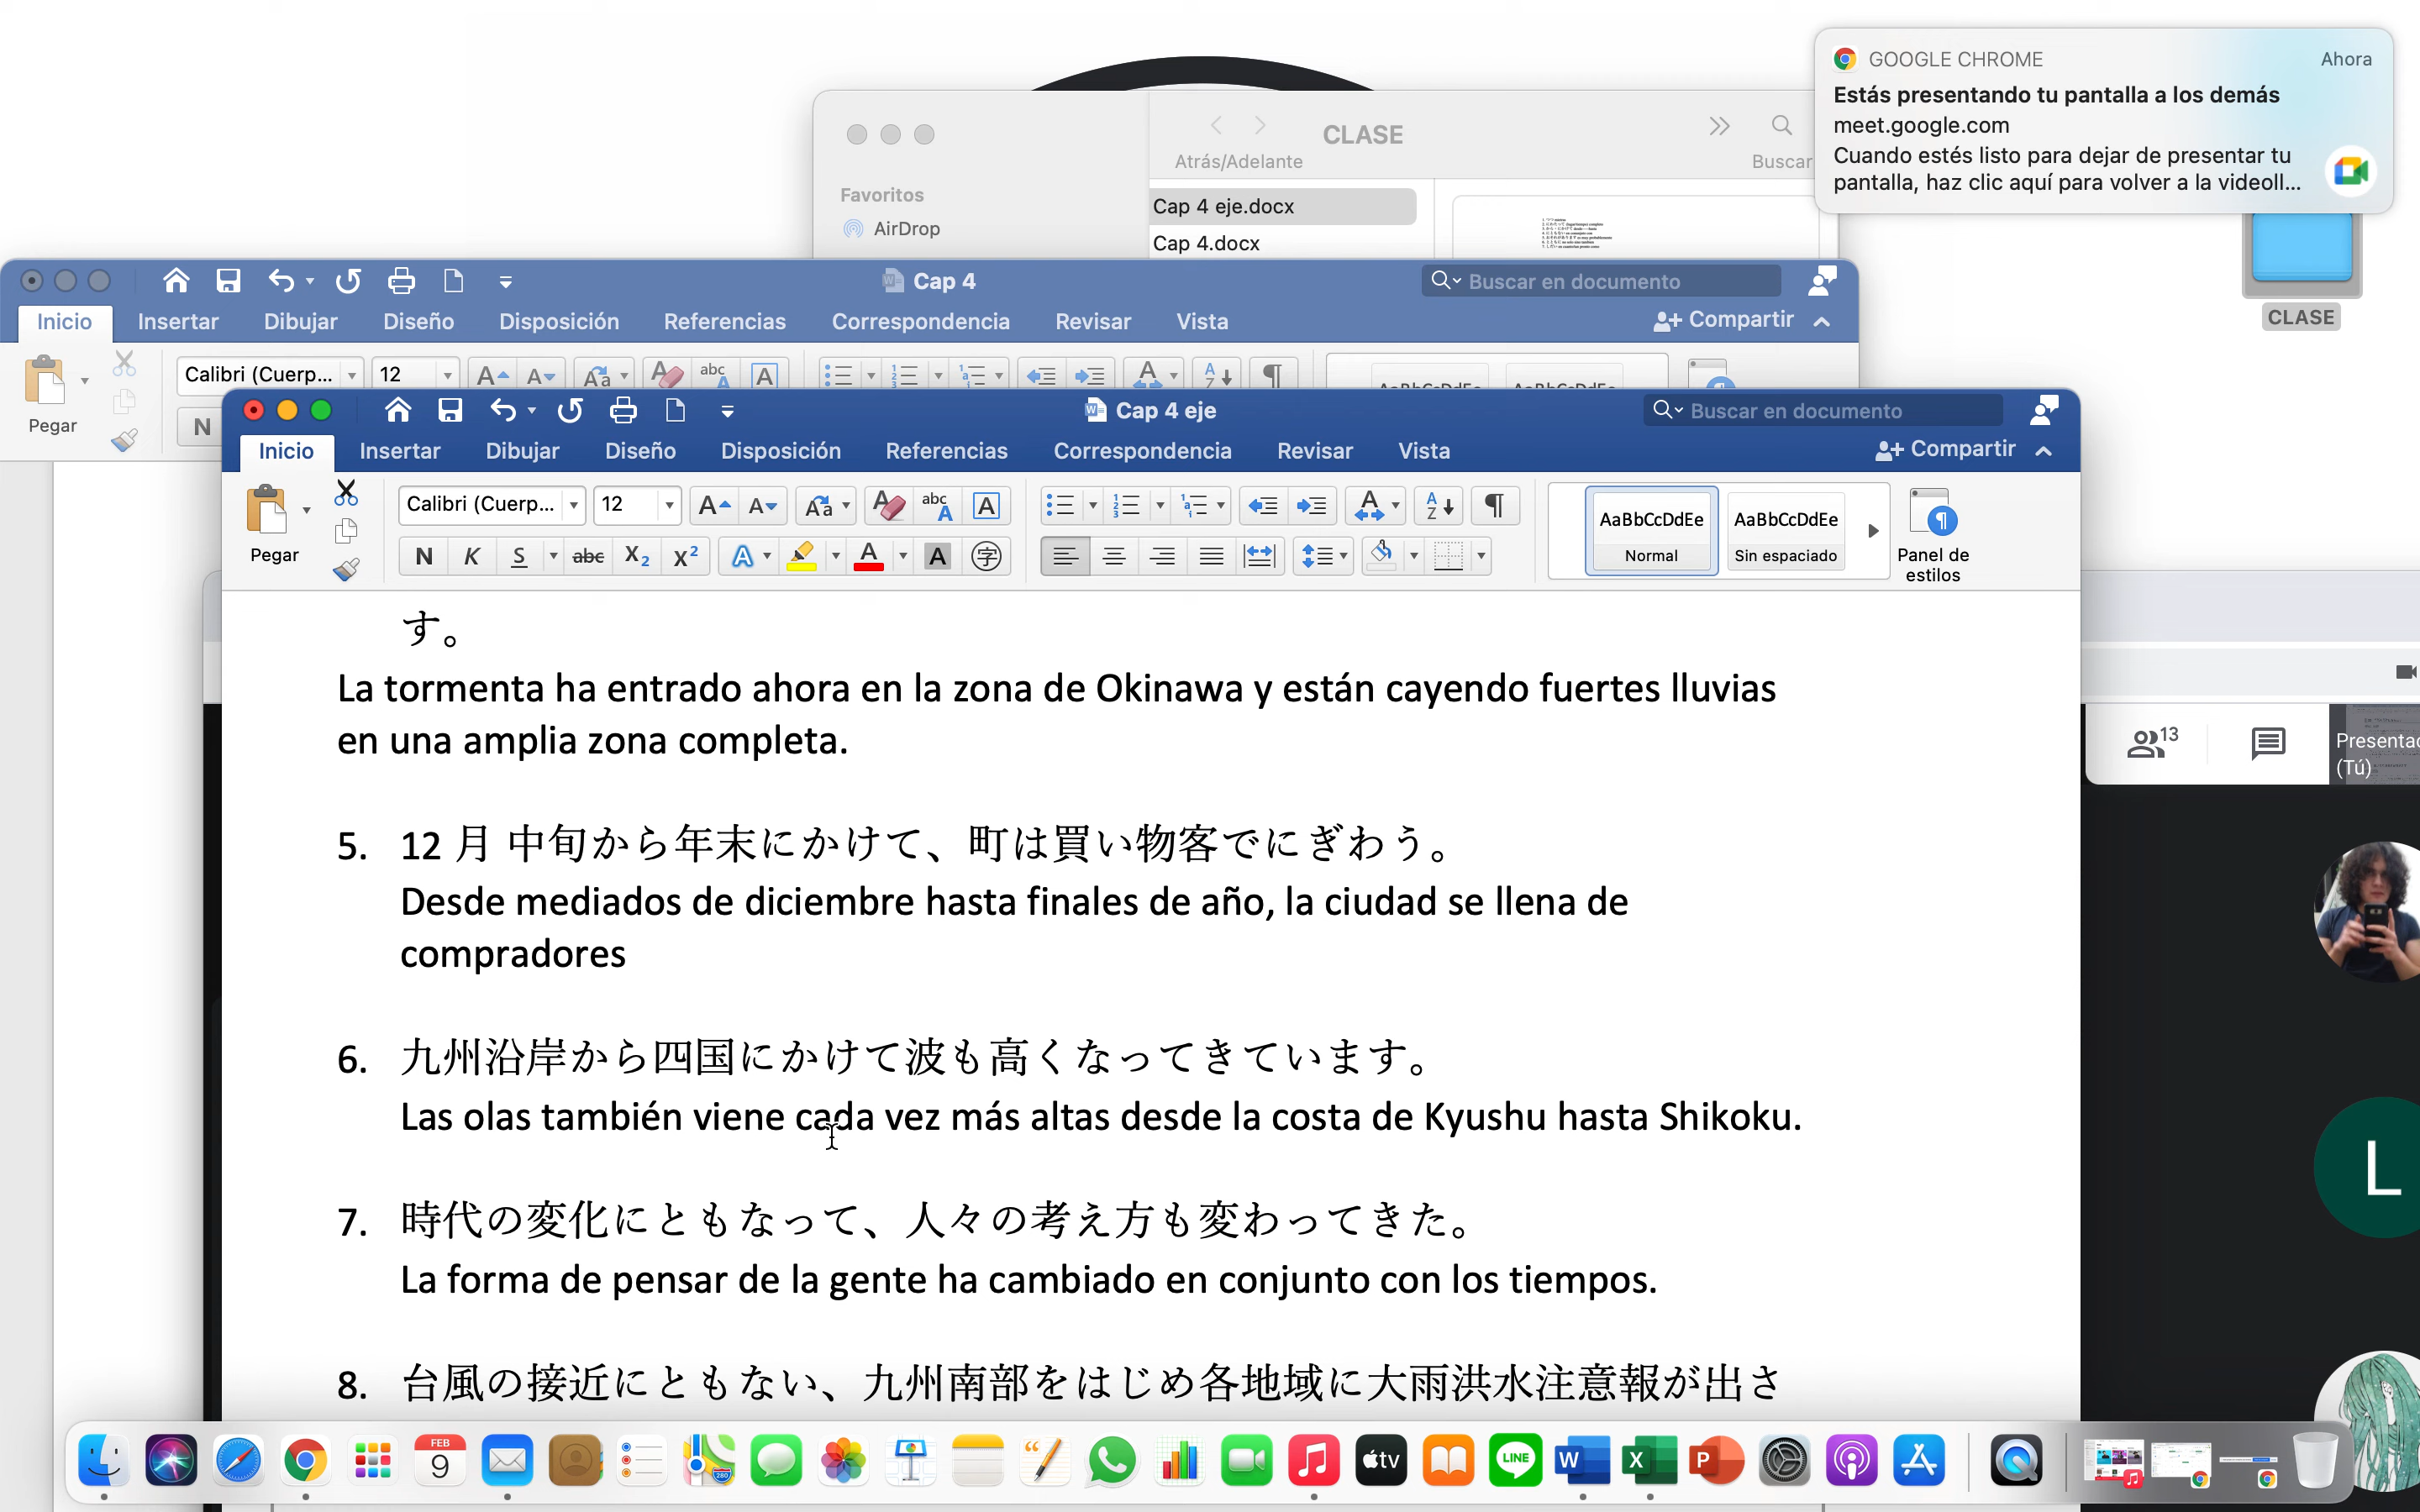 GOOGLE CHROME
Ahora
Estás presentando tu pantalla a los demás
meet.google.com
Cuando estés listo para dejar de presentar tu
pantalla, haz clic aquí para volver a la videoll...
CLASE
Atrás/Adelante
Buscar
Favoritos
AirDrop
Cap 4 eje.docx
Cap 4.docx
CLASE
Cap 4
Buscar en documento
Inicio
Insertar
Dibujar
Diseño
Disposición
Referencias
Correspondencia
Revisar
Vista
Compartir
Calibri (Cuerp...
12
Pegar
N
Cap 4 eje
Buscar en documento
Inicio
Insertar
Dibujar
Diseño
Disposición
Referencias
Correspondencia
Revisar
Vista
Compartir
Calibri (Cuerp...
12
Pegar
N K S abc X2 X2
AaBbCcDdEe
Normal
AaBbCcDdEe
Sin espaciado
Panel de
estilos
す。
La tormenta ha entrado ahora en la zona de Okinawa y están cayendo fuertes lluvias
en una amplia zona completa.
5. 12 月 中旬から年末にかけて、町は買い物客でにぎわう。
Desde mediados de diciembre hasta finales de año, la ciudad se llena de
compradores
6. 九州沿岸から四国にかけて波も高くなってきています。
Las olas también viene cada vez más altas desde la costa de Kyushu hasta Shikoku.
7. 時代の変化にともなって、人々の考え方も変わってきた。
La forma de pensar de la gente ha cambiado en conjunto con los tiempos.
8. 台風の接近にともない、九州南部をはじめ各地域に大雨洪水注意報が出さ
13
(Tú)
L
FEB
9
280
tv
LINE
W
X
P